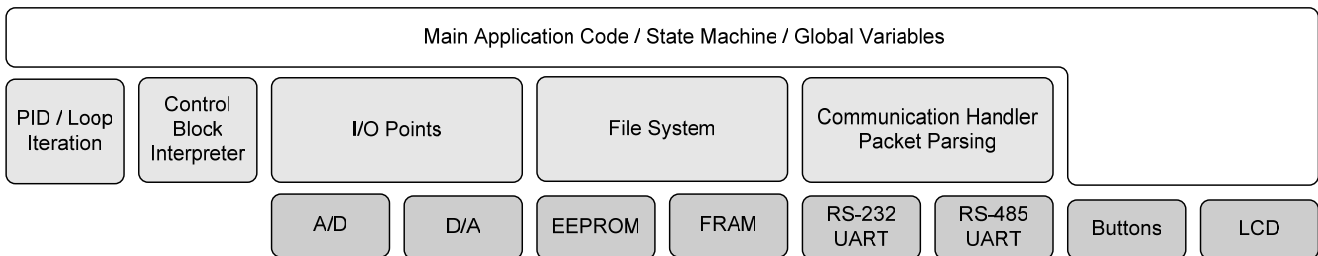 Main Application Code / State Machine / Global Variables
PID / Loop
Iteration
Control
Block
Interpreter
I/O Points
File System
Communication Handler
Packet Parsing
A/D
D/A
EEPROM
FRAM
RS-232
UART
RS-485
UART
Buttons
LCD